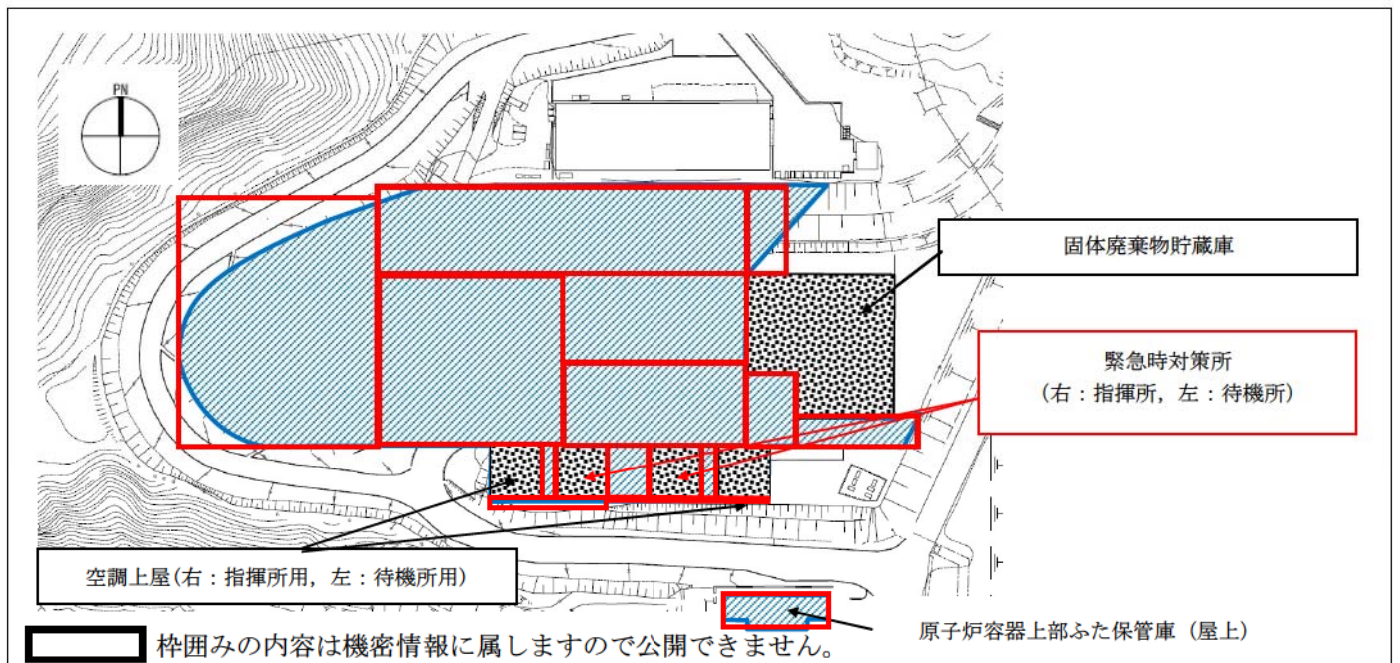 PN
固体廃棄物貯蔵庫
緊急時対策所
(右：指揮所，左：待機所)
空調上屋(右：指揮所用，左：待機所用)
原子炉容器上部ふた保管庫（屋上）
枠囲みの内容は機密情報に属しますので公開できません。